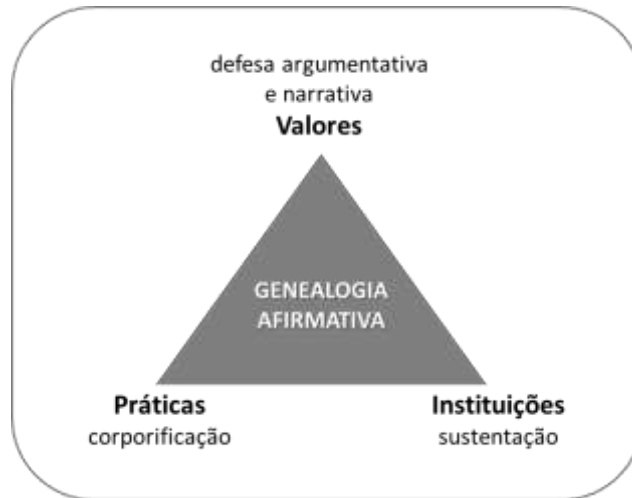 defesa argumentativa
e narrativa
Valores
GENEALOGIA
AFIRMATIVA
Práticas
corporificação
Instituições
sustentação